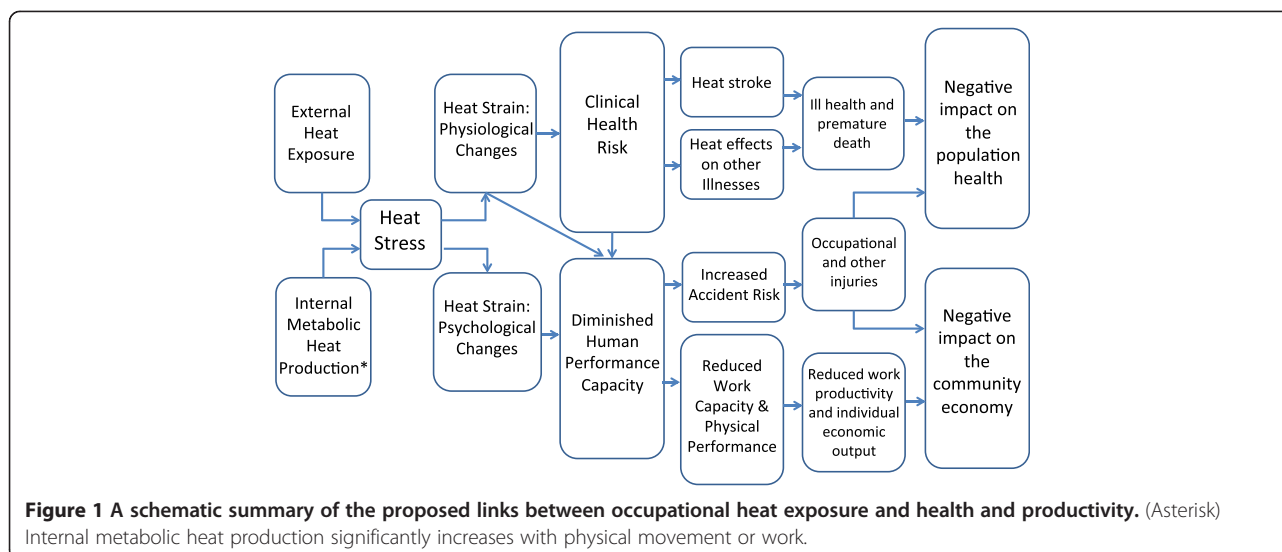 External
Heat
Exposure
Internal
Metabolic
Heat
Production*
Heat
Stress
Heat Strain:
Physiological
Changes
Heat Strain:
Psychological
Changes
Clinical
Health
Risk
Diminished
Human
Performance
Capacity
Heat stroke
Heat effects
on other
Illnesses
Increased
Accident Risk
Reduced
Work
Capacity &
Physical
Performance
Ill health and
premature
death
Occupational
and other
injuries
Reduced work
productivity
and individual
economic
output
Negative
impact on
the
population
health
Negative
impact on
the
community
economy
Figure 1 A schematic summary of the proposed links between occupational heat exposure and health and productivity. (Asterisk)
Internal metabolic heat production significantly increases with physical movement or work.